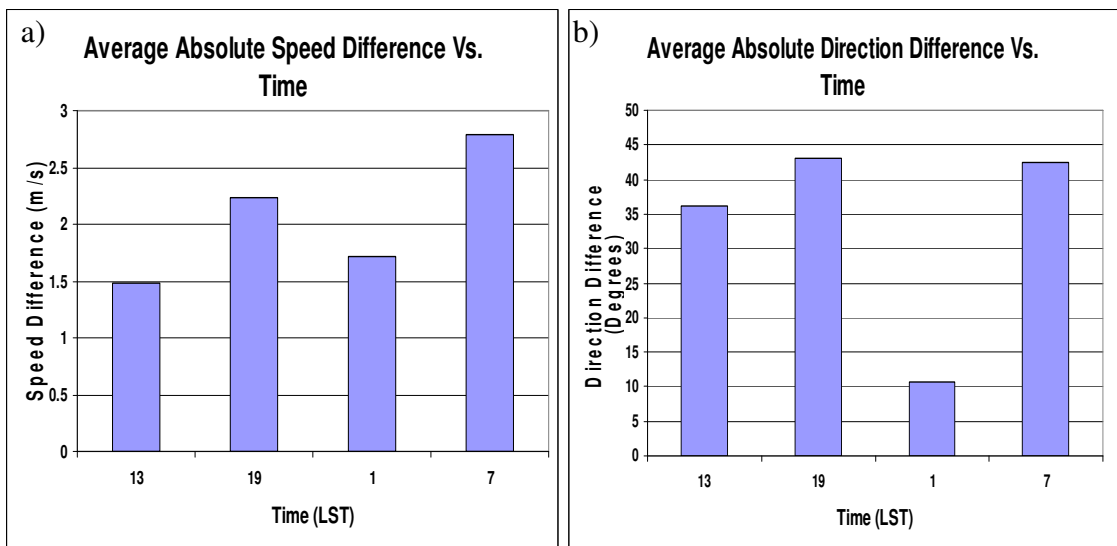 a)
Average Absolute Speed Difference Vs.
Time
Speed Difference (m/s)
3
2.5
2
1.5
1
0.5
0
13 19 1 7
Time (LST)
b)
Average Absolute Direction Difference Vs.
Time
Direction Difference
(Degrees)
50
45
40
35
30
25
20
15
10
5
0
13 19 1 7
Time (LST)